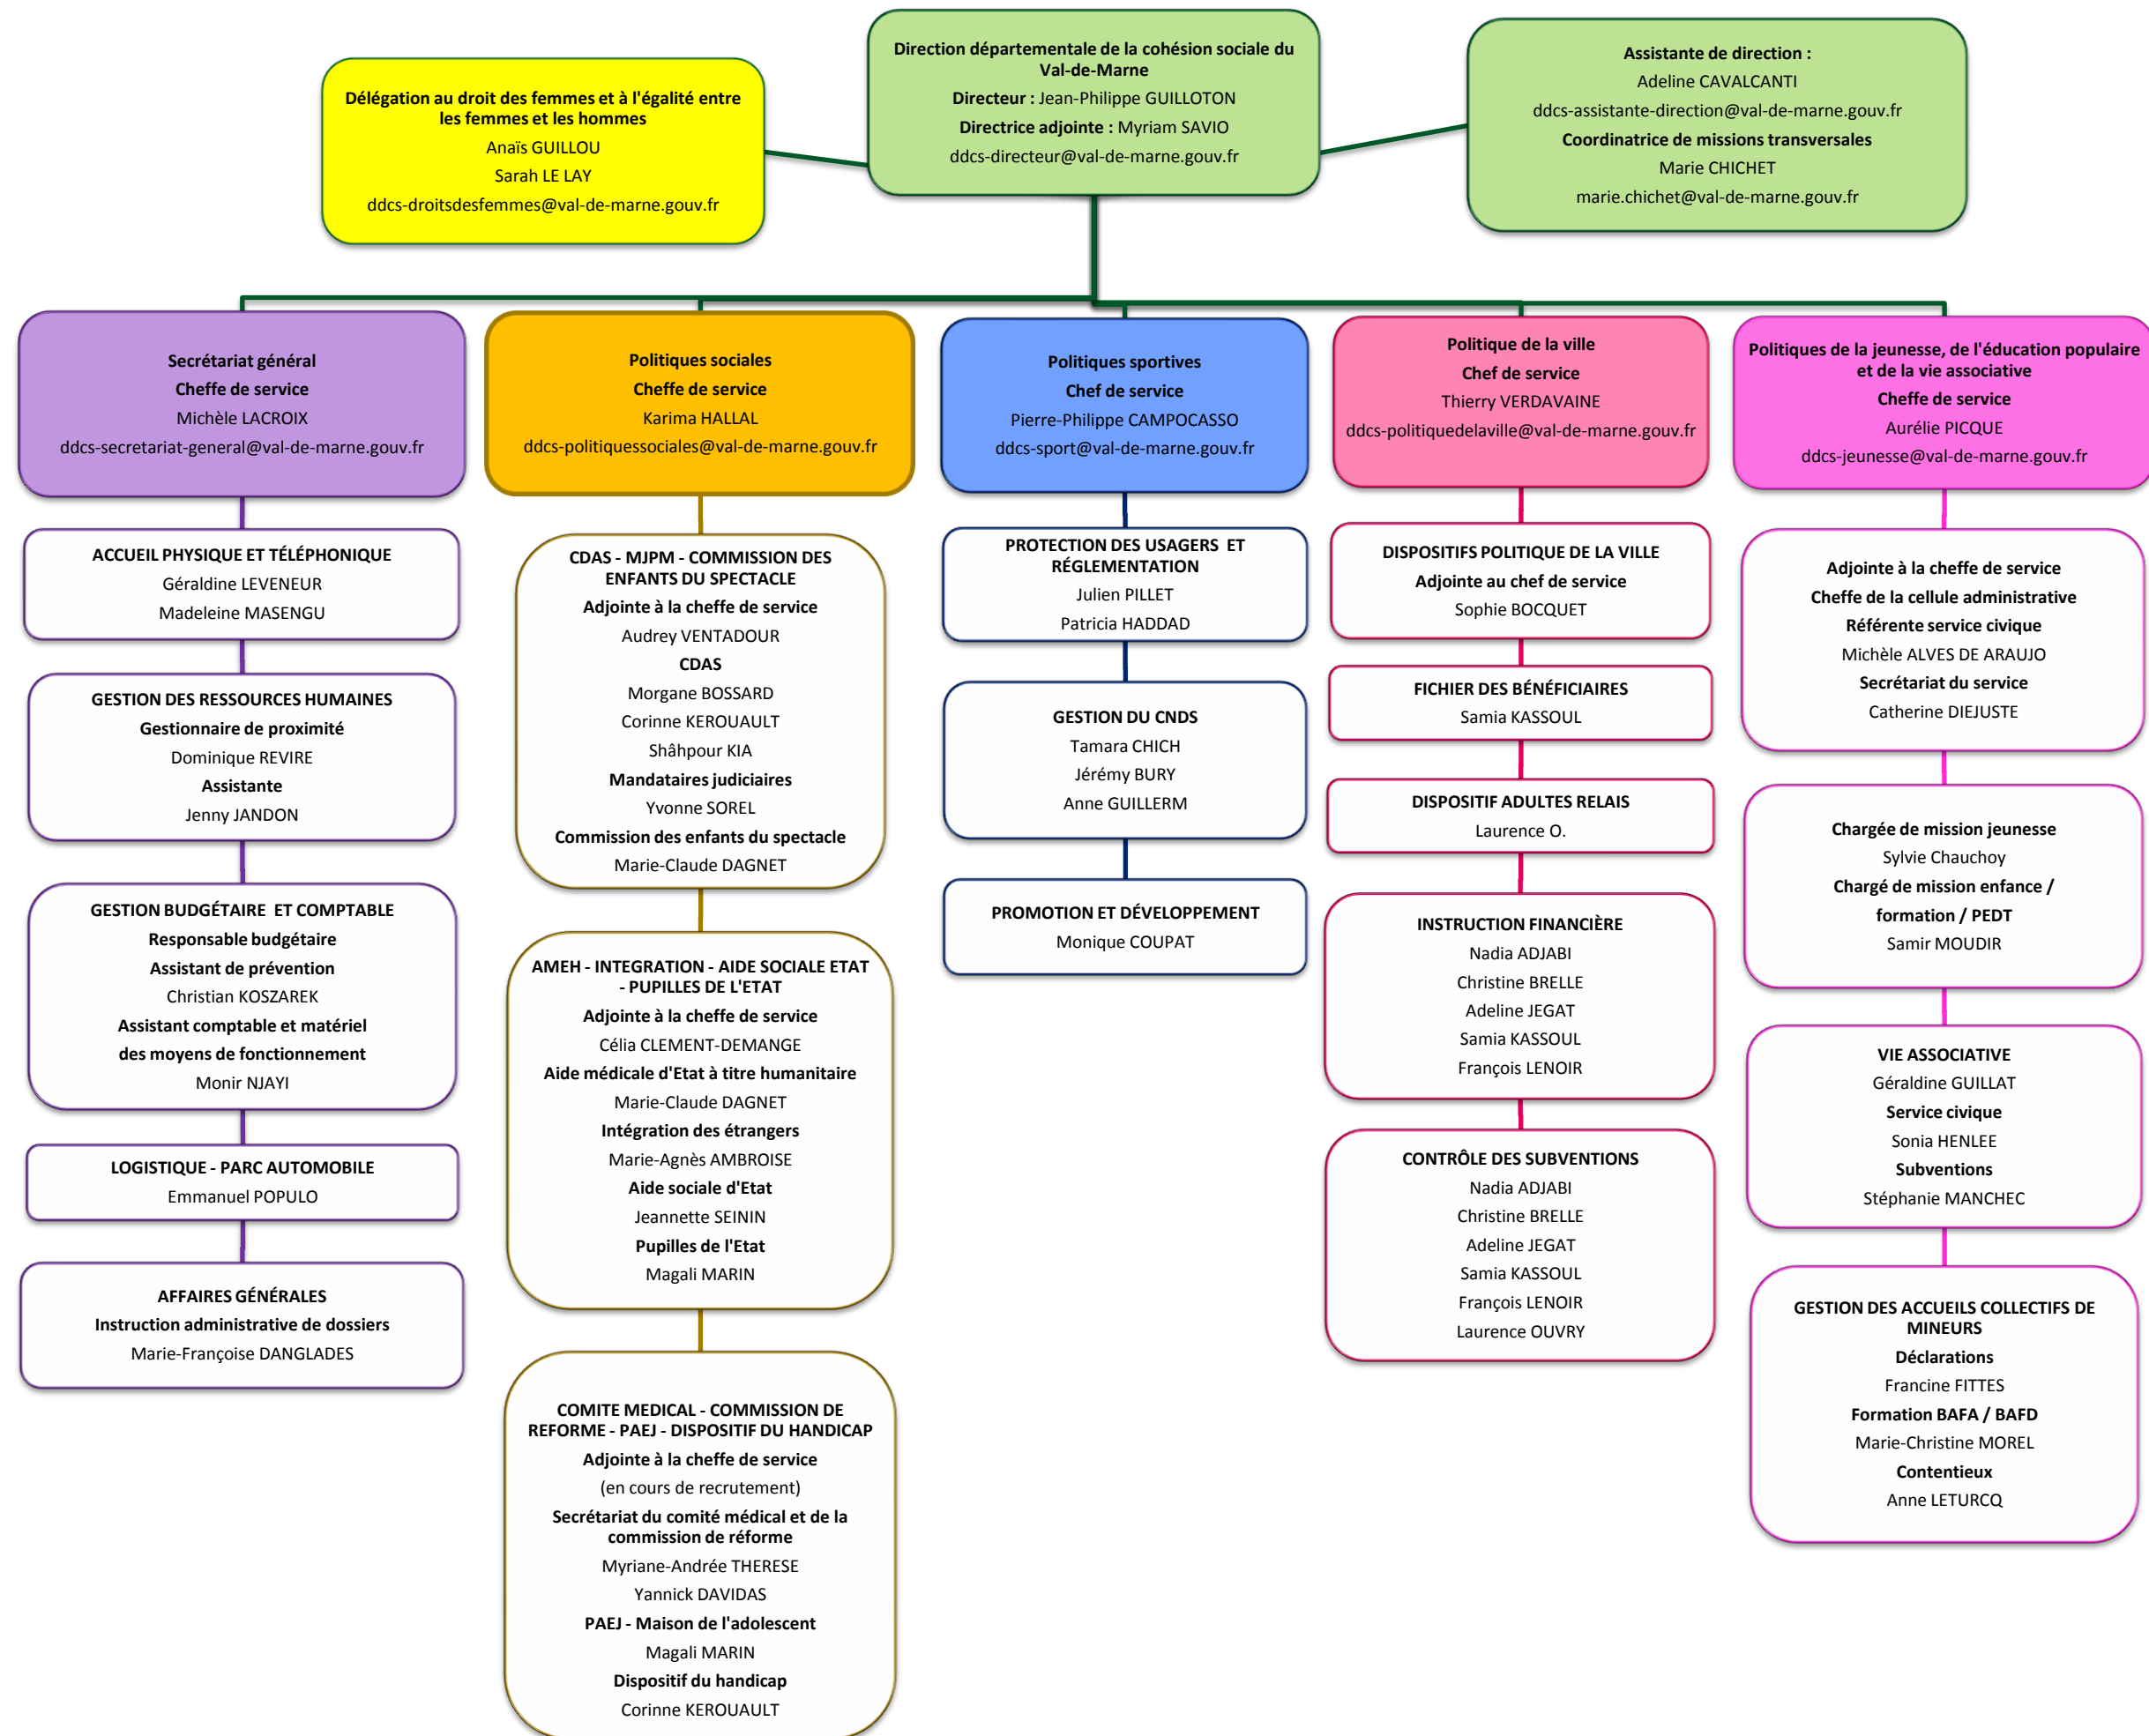 Délégation au droit des femmes et à l'égalité entre
les femmes et les hommes
Anaïs GUILLOU
Sarah LE LAY
ddcs-droitsdesfemmes@val-de-marne.gouv.fr
Direction départementale de la cohésion sociale du
Val-de-Marne
Directeur : Jean-Philippe GUILLOTON
Directrice adjointe : Myriam SAVIO
ddcs-directeur@val-de-marne.gouv.fr
Assistante de direction :
Adeline CAVALCANTI
ddcs-assistante-direction@val-de-marne.gouv.fr
Coordinatrice de missions transversales
Marie CHICHET
marie.chichet@val-de-marne.gouv.fr
Secrétariat général
Cheffe de service
Michèle LACROIX
ddcs-secretariat-general@val-de-marne.gouv.fr
ACCUEIL PHYSIQUE ET TÉLÉPHONIQUE
Géraldine LEVENEUR
Madeleine MASENGU
GESTION DES RESSOURCES HUMAINES
Gestionnaire de proximité
Dominique REVIRE
Assistante
Jenny JANDON
GESTION BUDGÉTAIRE ET COMPTABLE
Responsable budgétaire
Assistant de prévention
Christian KOSZAREK
Assistant comptable et matériel
des moyens de fonctionnement
Monir NJAYI
LOGISTIQUE - PARC AUTOMOBILE
Emmanuel POPULO
AFFAIRES GÉNÉRALES
Instruction administrative de dossiers
Marie-Françoise DANGLADES
Politiques sociales
Cheffe de service
Karima HALLAL
ddcs-politiquessociales@val-de-marne.gouv.fr
CDAS - MJPM - COMMISSION DES
ENFANTS DU SPECTACLE
Adjointe à la cheffe de service
Audrey VENTADOUR
CDAS
Morgane BOSSARD
Corinne KEROUAULT
Shâhpour KIA
Mandataires judiciaires
Yvonne SOREL
Commission des enfants du spectacle
Marie-Claude DAGNET
AMEH - INTEGRATION - AIDE SOCIALE ETAT
- PUPILLES DE L'ETAT
Adjointe à la cheffe de service
Célia CLEMENT-DEMANGE
Aide médicale d'Etat à titre humanitaire
Marie-Claude DAGNET
Intégration des étrangers
Marie-Agnès AMBROISE
Aide sociale d'Etat
Jeannette SEININ
Pupilles de l'Etat
Magali MARIN
COMITE MEDICAL - COMMISSION DE
REFORME - PAEJ - DISPOSITIF DU HANDICAP
Adjointe à la cheffe de service
(en cours de recrutement)
Secrétariat du comité médical et de la
commission de réforme
Myriane-Andrée THERESE
Yannick DAVIDAS
PAEJ - Maison de l'adolescent
Magali MARIN
Dispositif du handicap
Corinne KEROUAULT
Politiques sportives
Chef de service
Pierre-Philippe CAMPOCASSO
ddcs-sport@val-de-marne.gouv.fr
PROTECTION DES USAGERS ET
RÉGLEMENTATION
Julien PILLET
Patricia HADDAD
GESTION DU CNDS
Tamara CHICH
Jérémy BURY
Anne GUILLERM
PROMOTION ET DÉVELOPPEMENT
Monique COUPAT
Politique de la ville
Chef de service
Thierry VERDAVAINE
ddcs-politiquedelaville@val-de-marne.gouv.fr
DISPOSITIFS POLITIQUE DE LA VILLE
Adjointe au chef de service
Sophie BOCQUET
FICHIER DES BÉNÉFICIAIRES
Samia KASSOUL
DISPOSITIF ADULTES RELAIS
Laurence O.
INSTRUCTION FINANCIÈRE
Nadia ADJABI
Christine BRELLE
Adeline JEGAT
Samia KASSOUL
François LENOIR
CONTRÔLE DES SUBVENTIONS
Nadia ADJABI
Christine BRELLE
Adeline JEGAT
Samia KASSOUL
François LENOIR
Laurence OUVRY
Politiques de la jeunesse, de l'éducation populaire
et de la vie associative
Cheffe de service
Aurélie PICQUE
ddcs-jeunesse@val-de-marne.gouv.fr
Adjointe à la cheffe de service
Cheffe de la cellule administrative
Référente service civique
Michèle ALVES DE ARAUJO
Secrétariat du service
Catherine DIEJUSTE
Chargée de mission jeunesse
Sylvie Chauchoy
Chargé de mission enfance /
formation / PEDT
Samir MOUDIR
VIE ASSOCIATIVE
Géraldine GUILLAT
Service civique
Sonia HENLEE
Subventions
Stéphanie MANCHEC
GESTION DES ACCUEILS COLLECTIFS DE
MINEURS
Déclarations
Francine FITTES
Formation BAFA / BAFD
Marie-Christine MOREL
Contentieux
Anne LETURCQ